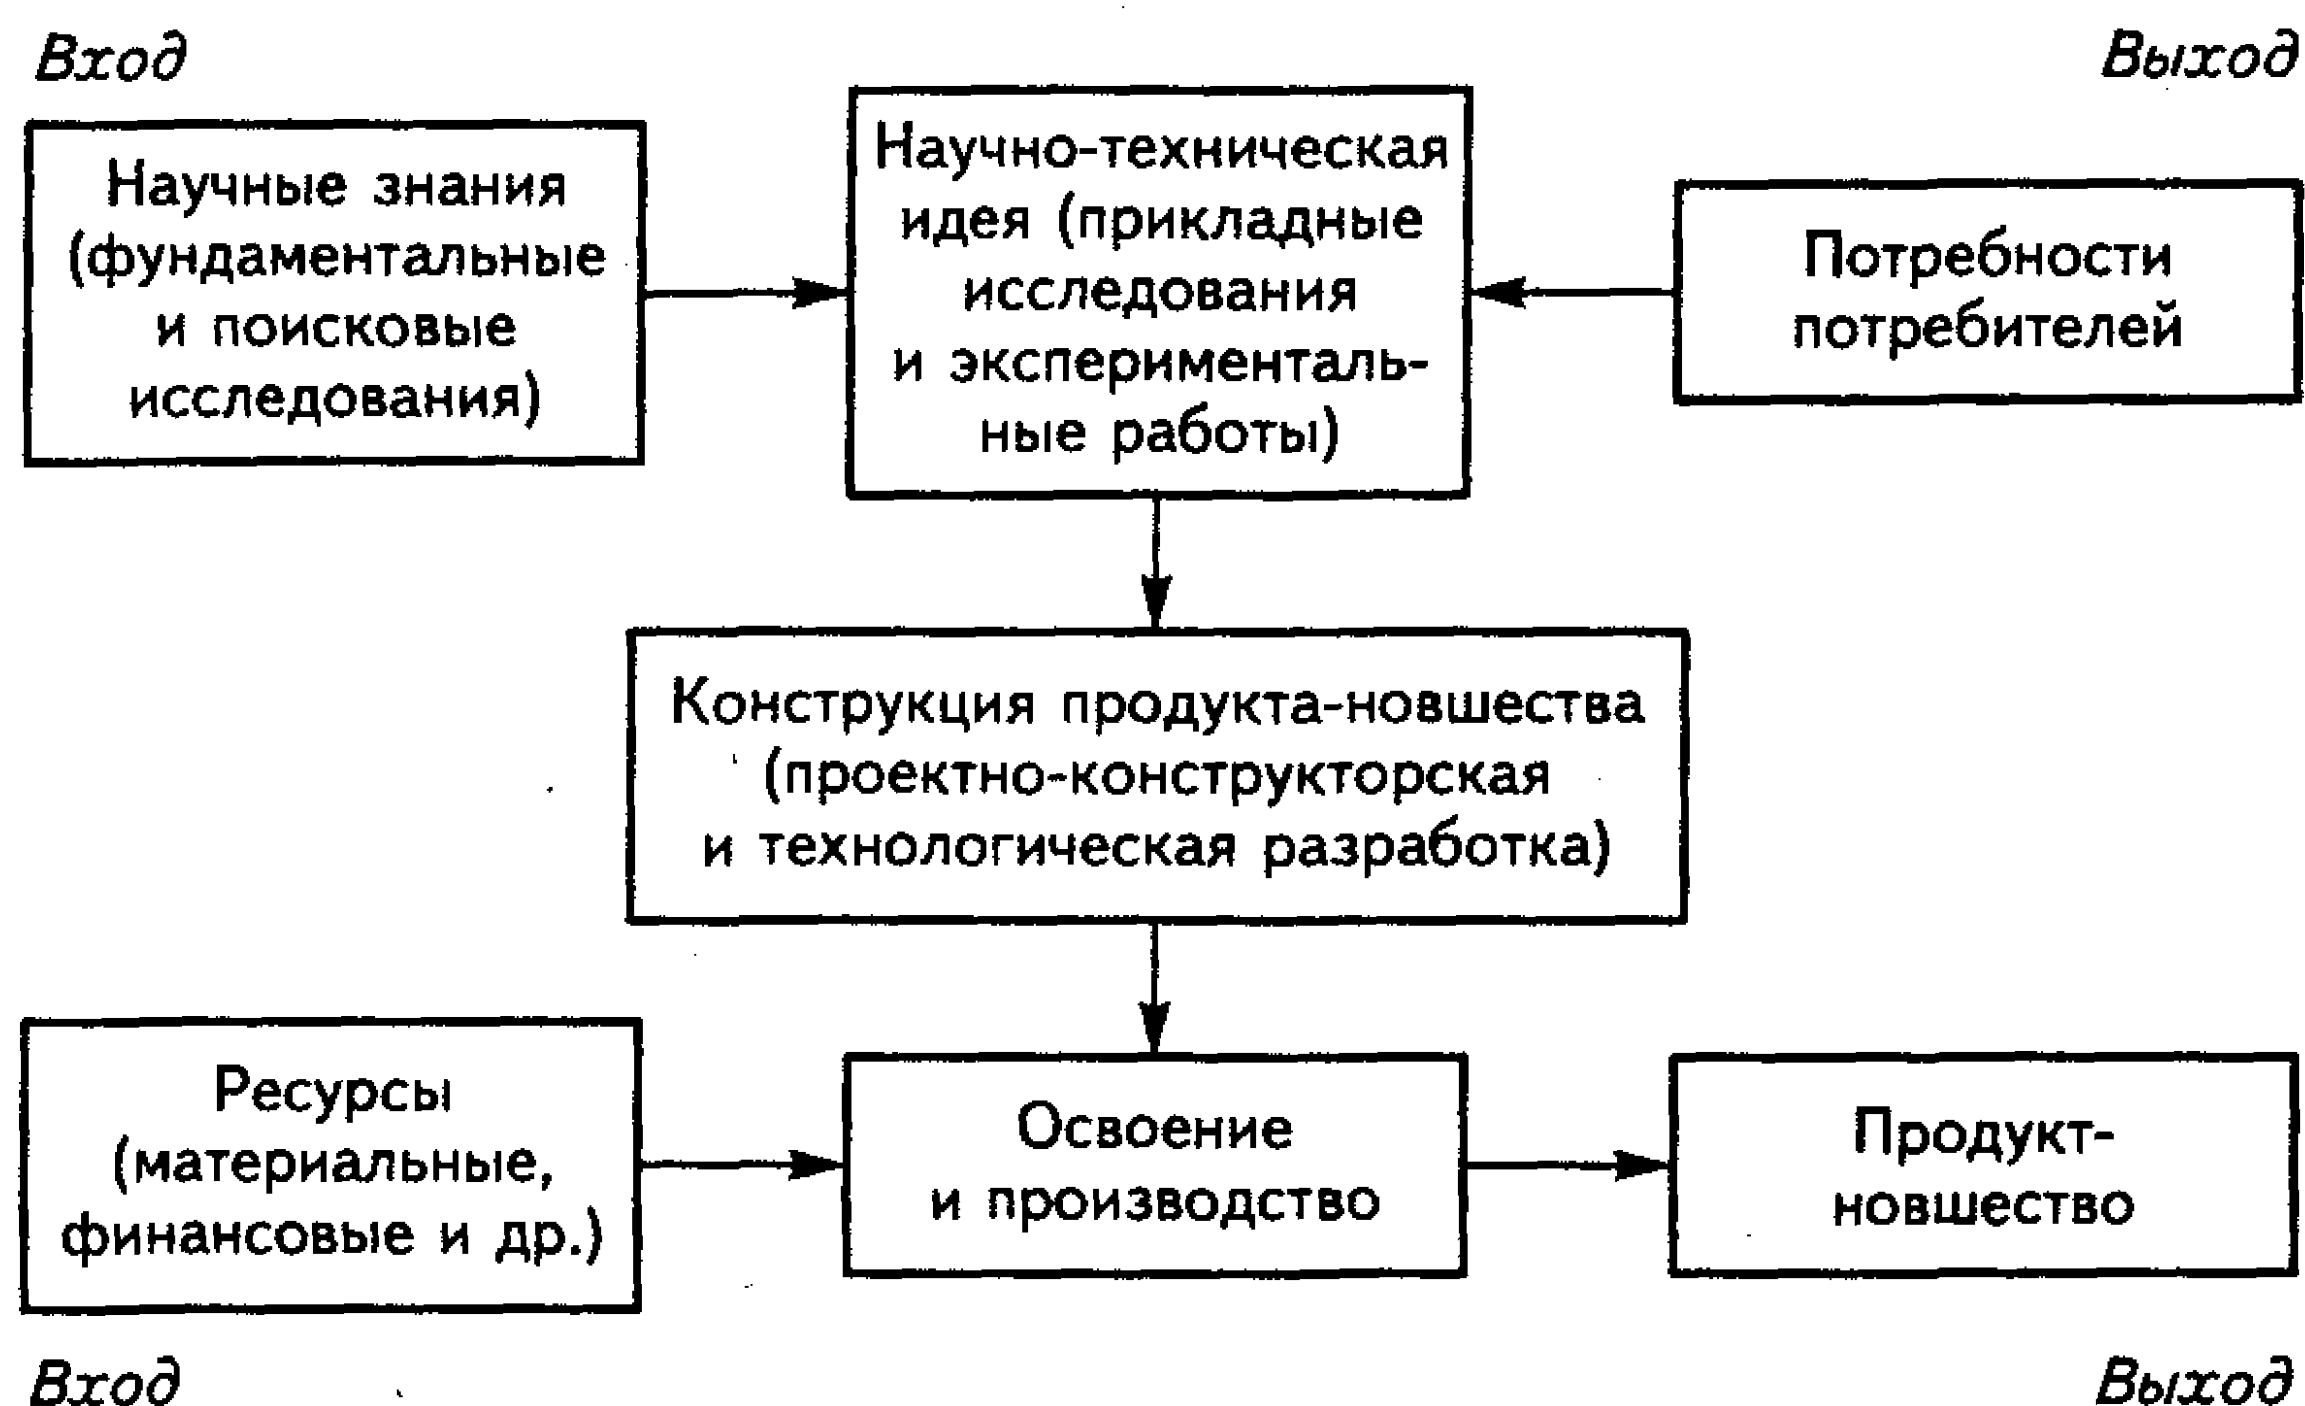 Вход
Выход
Научные знания
(фундаментальные
и поисковые
исследования)
Научно-техническая
идея (прикладные
исследования
и эксперименталь-
ные работы)
Потребности
потребителей
Конструкция продукта-новшества
(проектно-конструкторская
и технологическая разработка)
Ресурсы
(материальные,
финансовые и др.)
Освоение
и производство
Продукт-
новшество
Вход
Выход